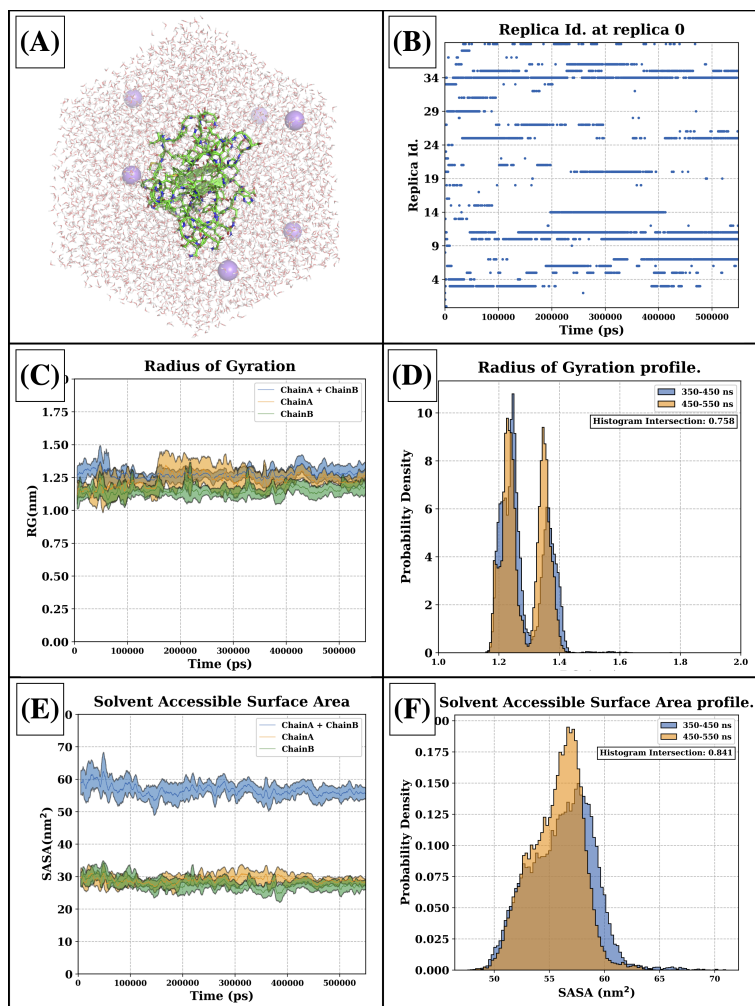 (A)
(B)
Replica Id. at replica 0
Replica Id.
34
29
24
19
14
9
4
0
100000
200000
300000
400000
500000
Time (ps)
(C)
Radius of Gyration
ChainA + ChainB
ChainA
ChainB
RG(nm)
1.75
1.50
1.25
1.00
0.75
0.50
0.25
0.00
0
100000
200000
300000
400000
500000
Time (ps)
(D)
Radius of Gyration profile.
350-450 ns
450-550 ns
Histogram Intersection: 0.758
Probability Density
10
8
6
4
2
0
1.0
1.2
1.4
1.6
1.8
2.0
(E)
Solvent Accessible Surface Area
ChainA + ChainB
ChainA
ChainB
SASA(nm²)
70
60
50
40
30
20
10
0
0
100000
200000
300000
400000
500000
Time (ps)
(F)
Solvent Accessible Surface Area profile.
350-450 ns
450-550 ns
Histogram Intersection: 0.841
Probability Density
0.175
0.150
0.125
0.100
0.075
0.050
0.025
0.000
50
55
60
65
70
SASA (nm²)